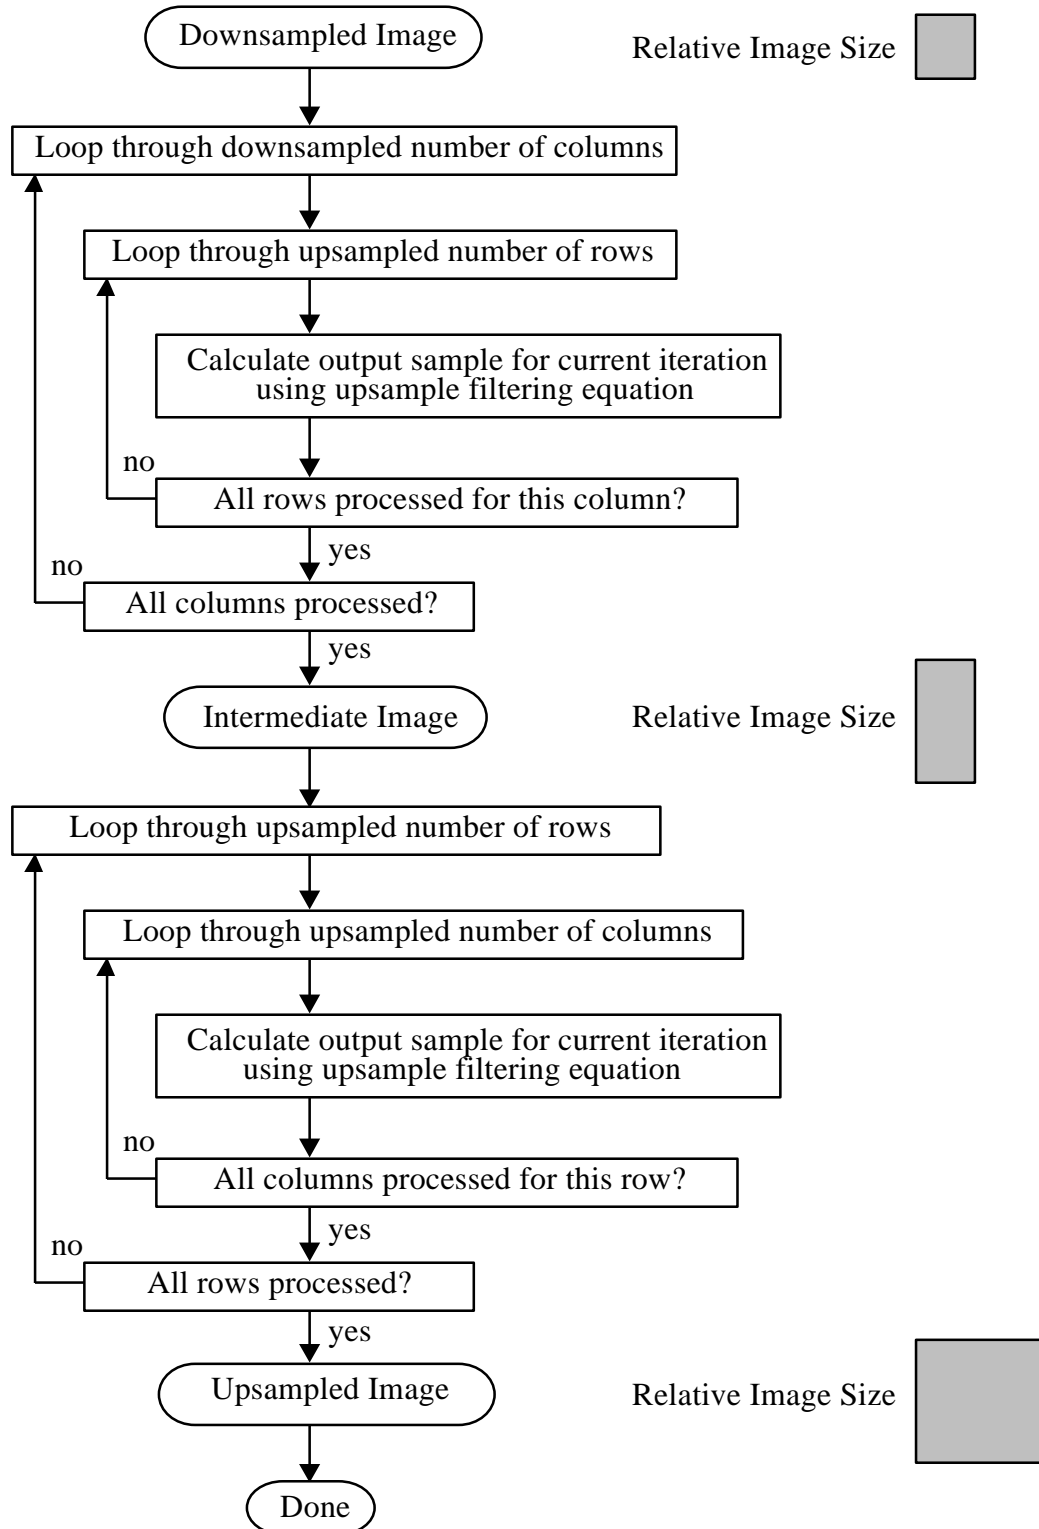 Downsampled Image
Relative Image Size
Loop through downsampled number of columns
Loop through upsampled number of rows
Calculate output sample for current iteration
using upsample filtering equation
no
All rows processed for this column?
yes
no
All columns processed?
yes
Intermediate Image
Relative Image Size
Loop through upsampled number of rows
Loop through upsampled number of columns
Calculate output sample for current iteration
using upsample filtering equation
no
All columns processed for this row?
yes
no
All rows processed?
yes
Upsampled Image
Relative Image Size
Done